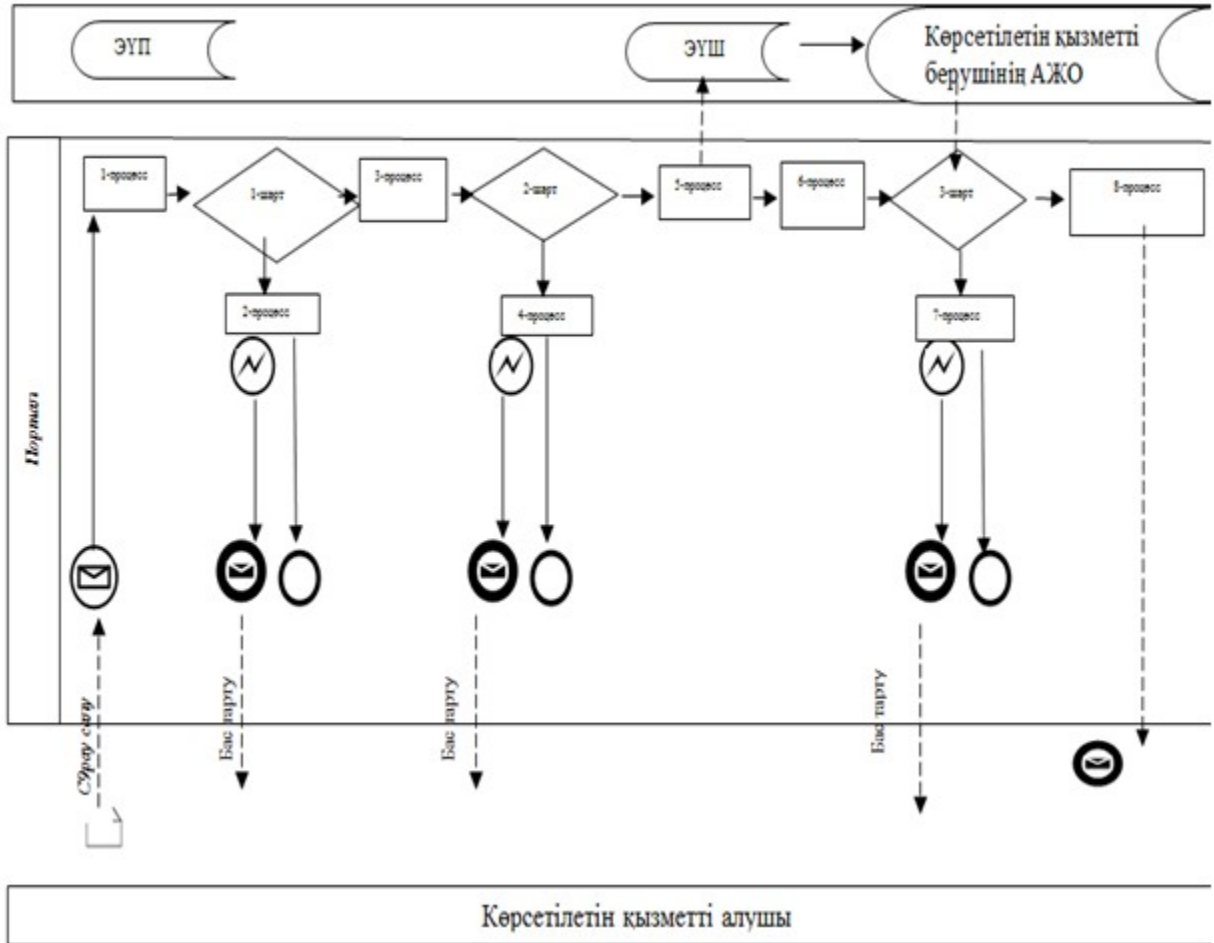 ЭҮП
ЭҮШ
Көрсетілетін қызметті
берушінің АЖО
1-процесс
1-шарт
3-процесс
2-шарт
5-процесс
6-процесс
3-шарт
8-процесс
2-процесс
4-процесс
7-процесс
Портал
Сұрау салу
Бас тарту
Бас тарту
Бас тарту
Көрсетілетін қызметті алушы